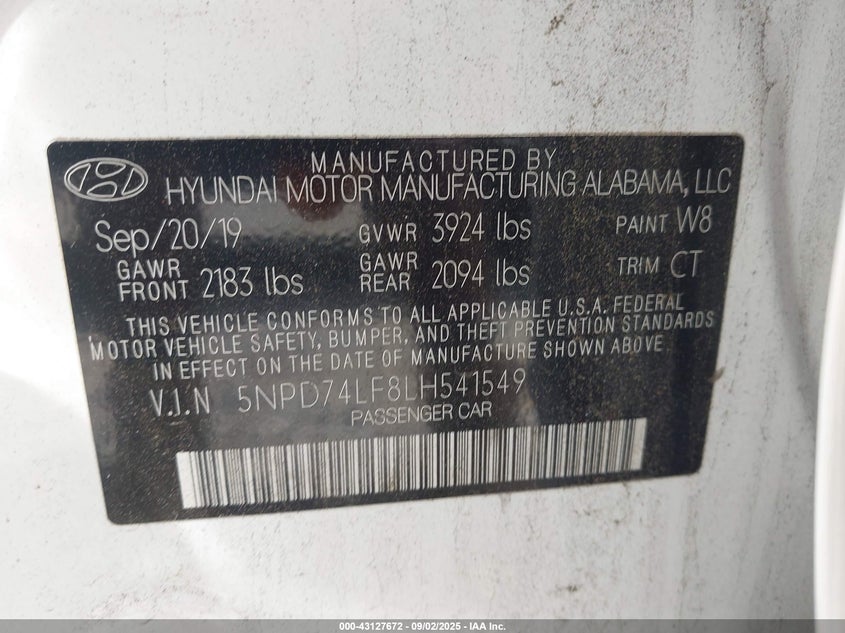 MANUFACTURED BY
HYUNDAI MOTOR MANUFACTURING ALABAMA, LLC
Sep/20/19 GVWR 3924 lbs PAINT W8
GAWR FRONT 2183 lbs GAWR REAR 2094 lbs TRIM CT
THIS VEHICLE CONFORMS TO ALL APPLICABLE U.S.A. FEDERAL
MOTOR VEHICLE SAFETY, BUMPER, AND THEFT PREVENTION STANDARDS
IN EFFECT ON THE DATE OF MANUFACTURE SHOWN ABOVE.
V.I.N 5NPD74LF8LH541549
PASSENGER CAR
000-43127672 - 09/02/2025 - IAA Inc.